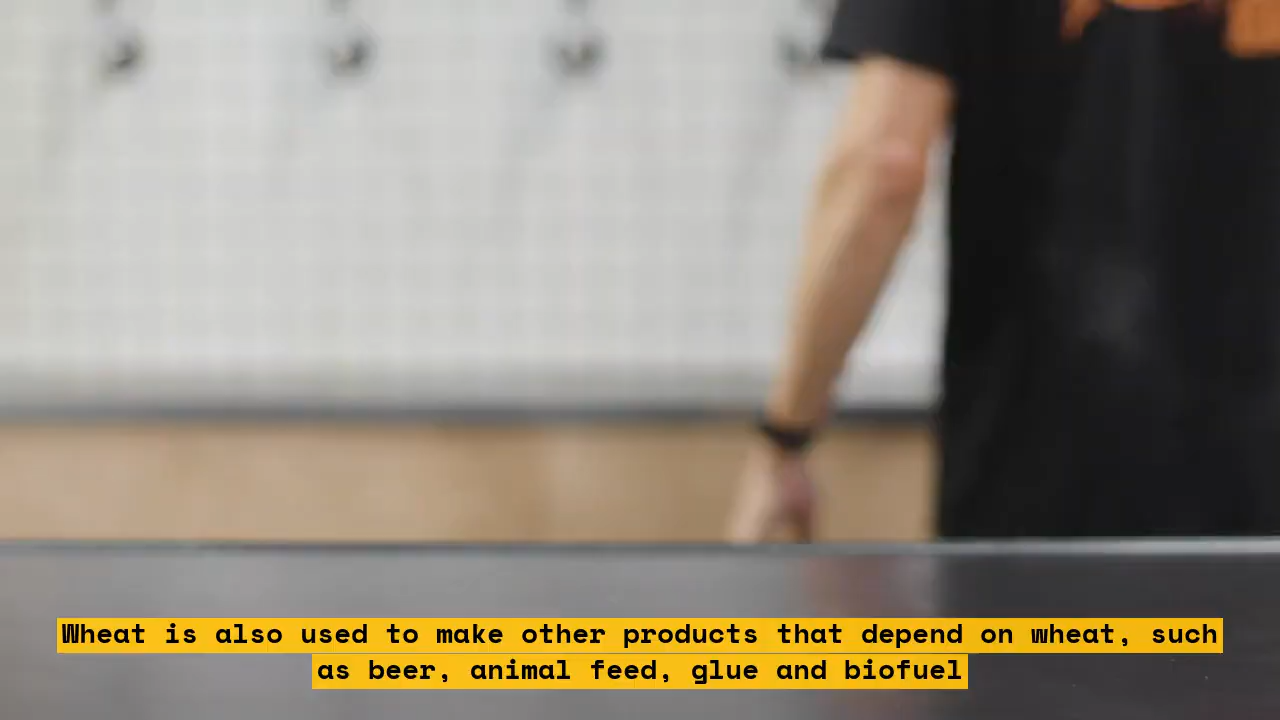 Wheat is also used to make other products that depend on wheat, such
as beer, animal feed, glue and biofuel